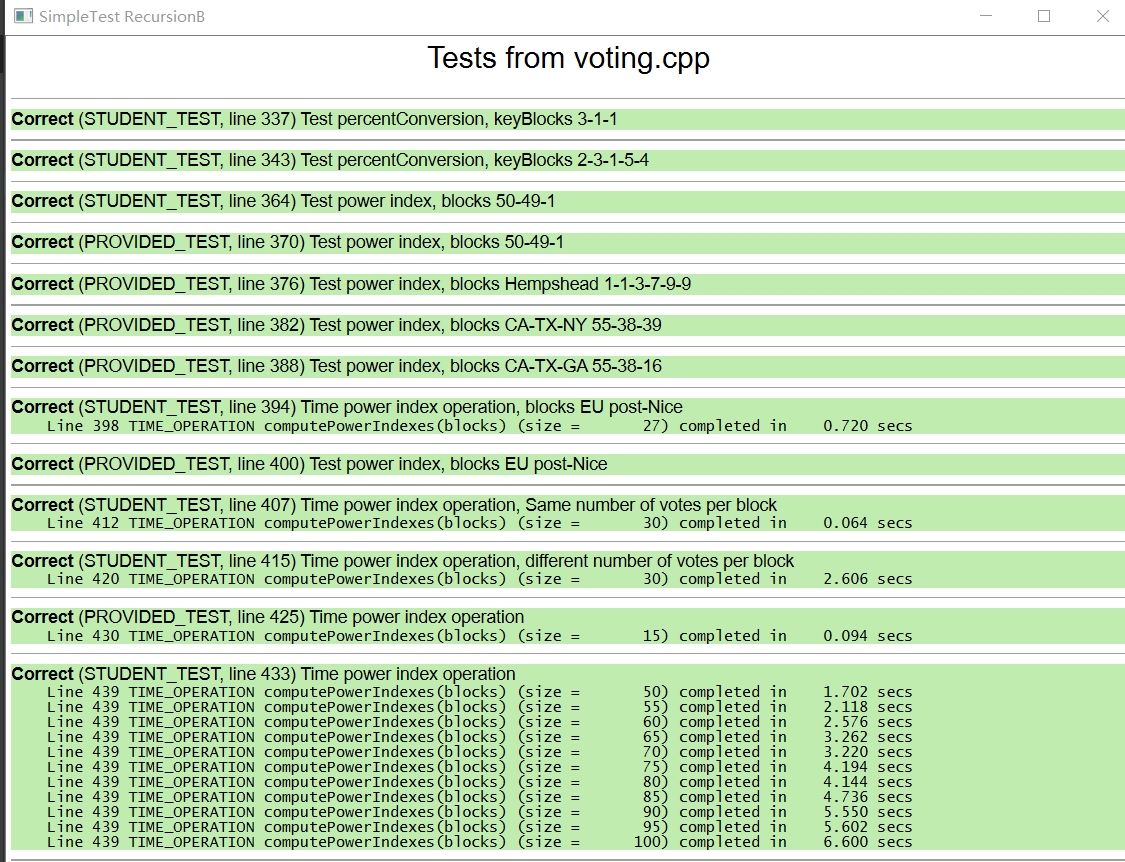 SimpleTest RecursionB
Tests from voting.cpp
Correct (STUDENT_TEST, line 337) Test percentConversion, keyBlocks 3-1-1
Correct (STUDENT_TEST, line 343) Test percentConversion, keyBlocks 2-3-1-5-4
Correct (STUDENT_TEST, line 364) Test power index, blocks 50-49-1
Correct (PROVIDED_TEST, line 370) Test power index, blocks 50-49-1
Correct (PROVIDED_TEST, line 376) Test power index, blocks Hempshead 1-1-3-7-9-9
Correct (PROVIDED_TEST, line 382) Test power index, blocks CA-TX-NY 55-38-39
Correct (PROVIDED_TEST, line 388) Test power index, blocks CA-TX-GA 55-38-16
Correct (STUDENT_TEST, line 394) Time power index operation, blocks EU post-Nice
Line 398 TIME_OPERATION computePowerIndexes(blocks) (size = 27) completed in 0.720 secs
Correct (PROVIDED_TEST, line 400) Test power index, blocks EU post-Nice
Correct (STUDENT_TEST, line 407) Time power index operation, Same number of votes per block
Line 412 TIME_OPERATION computePowerIndexes(blocks) (size = 30) completed in 0.064 secs
Correct (STUDENT_TEST, line 415) Time power index operation, different number of votes per block
Line 420 TIME_OPERATION computePowerIndexes(blocks) (size = 30) completed in 2.606 secs
Correct (PROVIDED_TEST, line 425) Time power index operation
Line 430 TIME_OPERATION computePowerIndexes(blocks) (size = 15) completed in 0.094 secs
Correct (STUDENT_TEST, line 433) Time power index operation
Line 439 TIME_OPERATION computePowerIndexes(blocks) (size = 50) completed in 1.702 secs
Line 439 TIME_OPERATION computePowerIndexes(blocks) (size = 55) completed in 2.118 secs
Line 439 TIME_OPERATION computePowerIndexes(blocks) (size = 60) completed in 2.576 secs
Line 439 TIME_OPERATION computePowerIndexes(blocks) (size = 65) completed in 3.262 secs
Line 439 TIME_OPERATION computePowerIndexes(blocks) (size = 70) completed in 3.220 secs
Line 439 TIME_OPERATION computePowerIndexes(blocks) (size = 75) completed in 4.194 secs
Line 439 TIME_OPERATION computePowerIndexes(blocks) (size = 80) completed in 4.144 secs
Line 439 TIME_OPERATION computePowerIndexes(blocks) (size = 85) completed in 4.736 secs
Line 439 TIME_OPERATION computePowerIndexes(blocks) (size = 90) completed in 5.550 secs
Line 439 TIME_OPERATION computePowerIndexes(blocks) (size = 95) completed in 5.602 secs
Line 439 TIME_OPERATION computePowerIndexes(blocks) (size = 100) completed in 6.600 secs